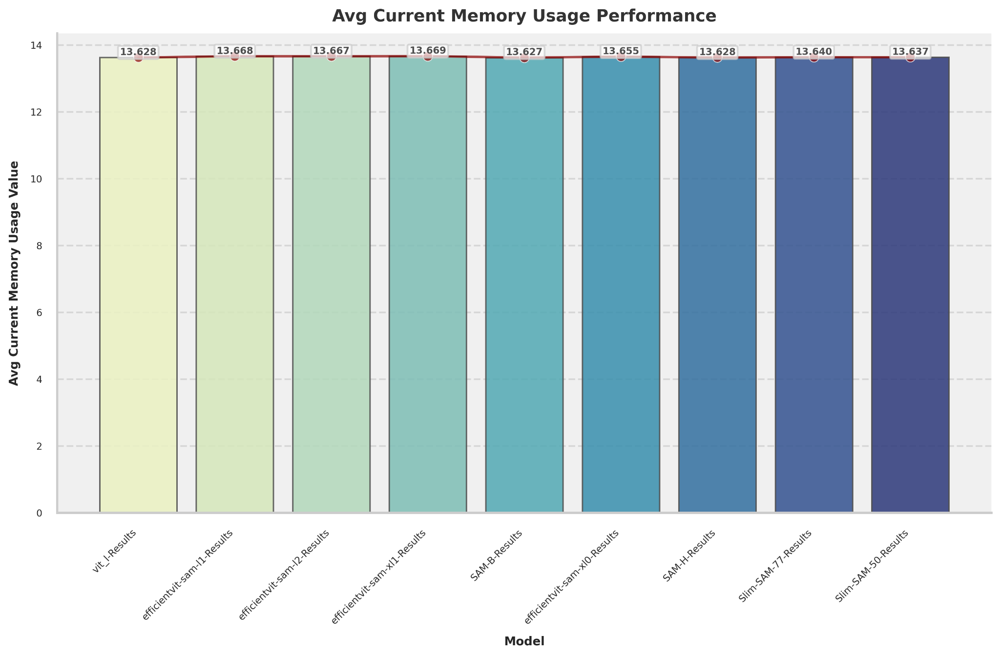 Avg Current Memory Usage Performance
Avg Current Memory Usage Value
14
12
10
8
6
4
2
0
13.628
13.668
13.667
13.669
13.627
13.655
13.628
13.640
13.637
vit_l-Results
efficientvit-sam-l1-Results
efficientvit-sam-l2-Results
efficientvit-sam-xl1-Results
SAM-B-Results
efficientvit-sam-xl0-Results
SAM-H-Results
Slim-SAM-77-Results
Slim-SAM-50-Results
Model